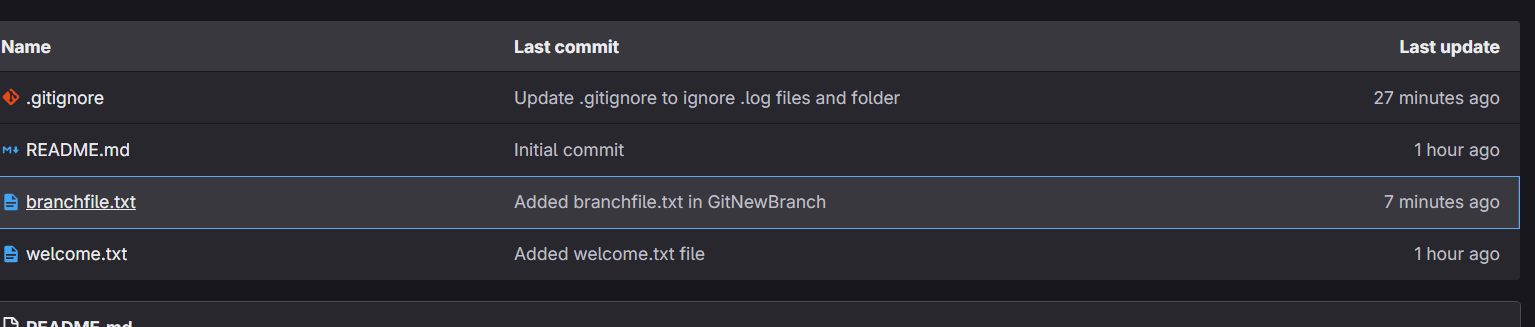 Name Last commit Last update
.gitignore Update .gitignore to ignore .log files and folder 27 minutes ago
README.md Initial commit 1 hour ago
branchfile.txt Added branchfile.txt in GitNewBranch 7 minutes ago
welcome.txt Added welcome.txt file 1 hour ago
README.md